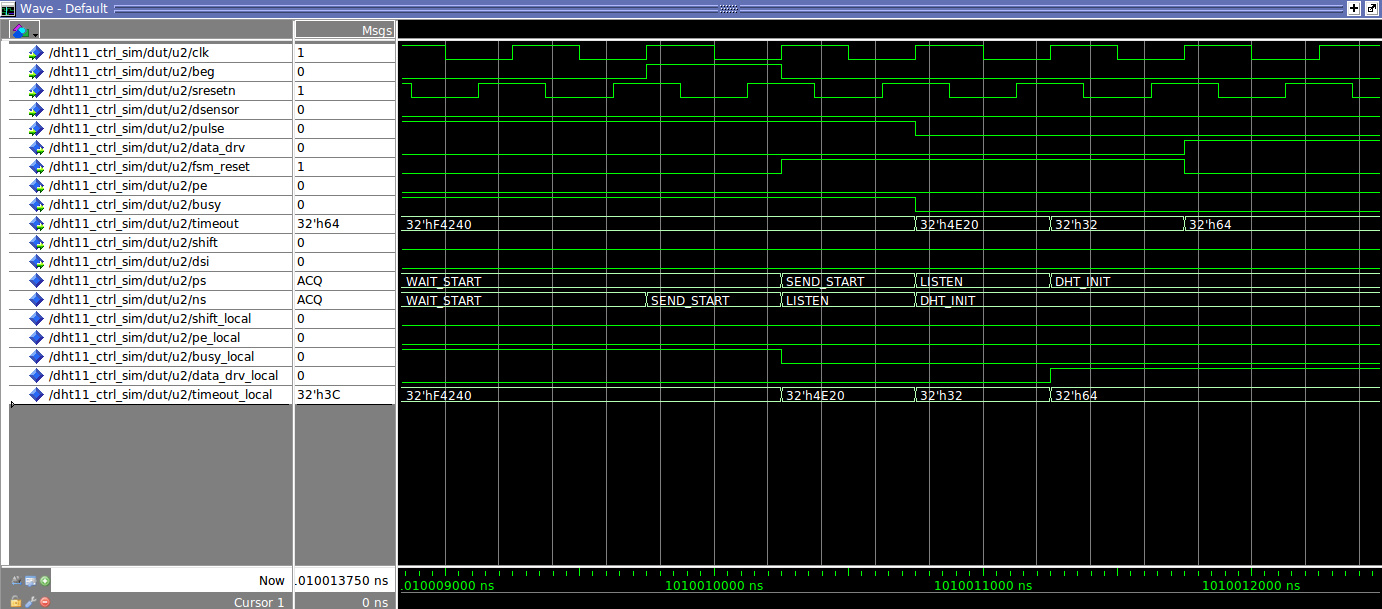 Wave - Default
Msgs
/dht11_ctrl_sim/dut/u2/clk 1
/dht11_ctrl_sim/dut/u2/beg 0
/dht11_ctrl_sim/dut/u2/sresetn 1
/dht11_ctrl_sim/dut/u2/dsensor 0
/dht11_ctrl_sim/dut/u2/pulse 0
/dht11_ctrl_sim/dut/u2/data_drv 0
/dht11_ctrl_sim/dut/u2/fsm_reset 1
/dht11_ctrl_sim/dut/u2/pe 0
/dht11_ctrl_sim/dut/u2/busy 0
/dht11_ctrl_sim/dut/u2/timeout 32'h64 32'hF4240 32'h4E20 32'h32 32'h64
/dht11_ctrl_sim/dut/u2/shift 0
/dht11_ctrl_sim/dut/u2/dsi 0
/dht11_ctrl_sim/dut/u2/ps ACQ WAIT_START SEND_START LISTEN DHT_INIT
/dht11_ctrl_sim/dut/u2/ns ACQ WAIT_START SEND_START LISTEN DHT_INIT
/dht11_ctrl_sim/dut/u2/shift_local 0
/dht11_ctrl_sim/dut/u2/pe_local 0
/dht11_ctrl_sim/dut/u2/busy_local 0
/dht11_ctrl_sim/dut/u2/data_drv_local 0
/dht11_ctrl_sim/dut/u2/timeout_local 32'h3C 32'hF4240 32'h4E20 32'h32 32'h64
Now .010013750 ns .010009000 ns 1010010000 ns 1010011000 ns 1010012000 ns
Cursor 1 0 ns